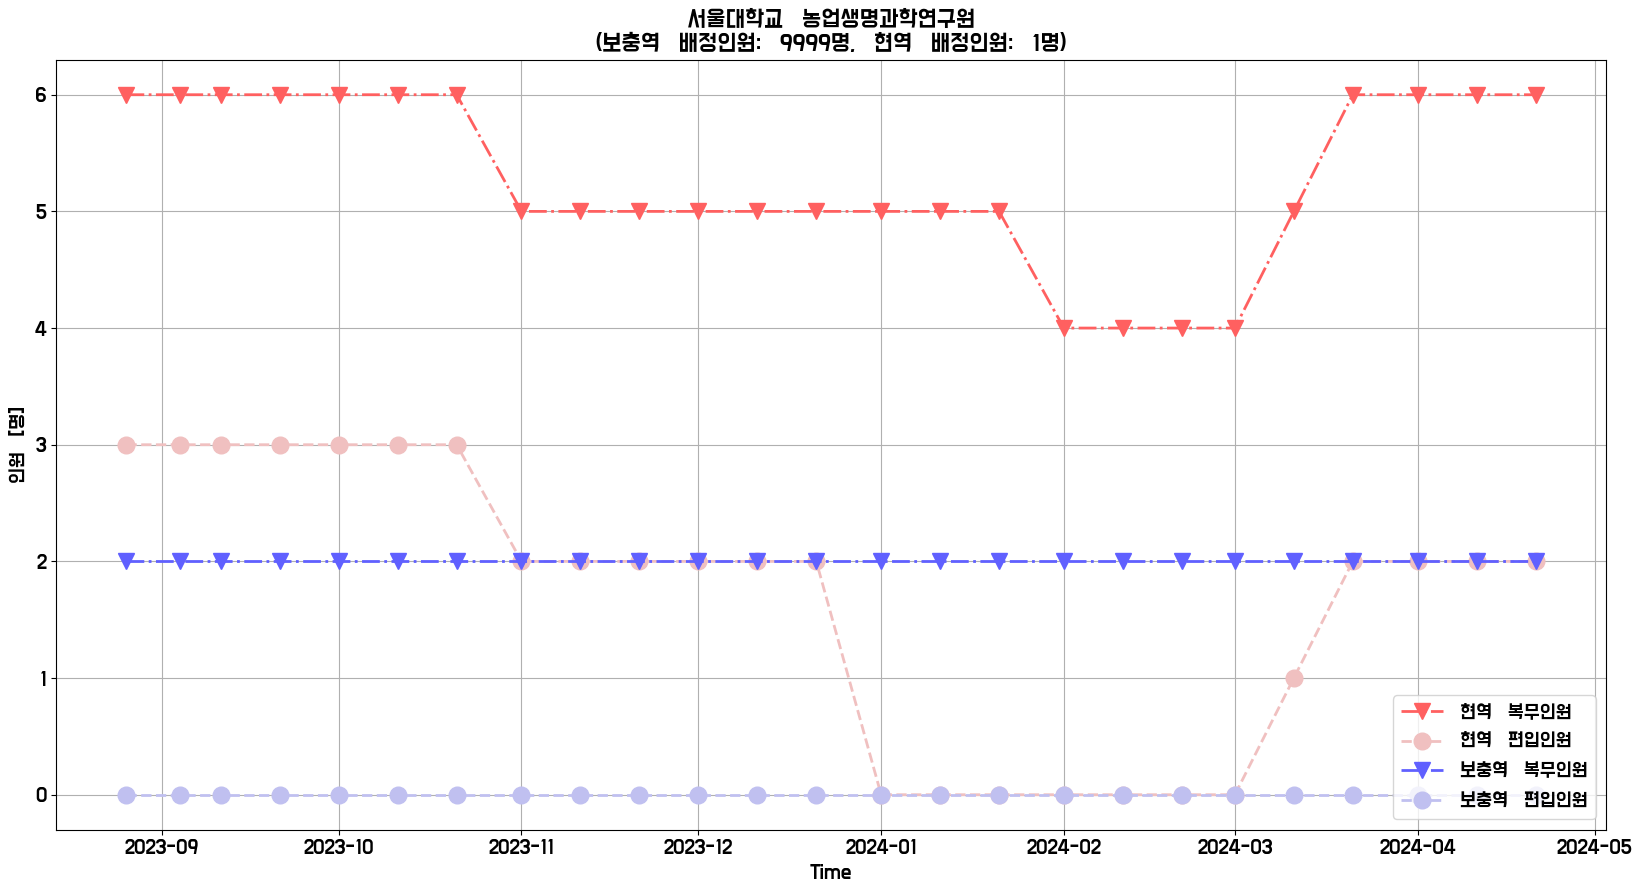 서울대학교 농업생명과학연구원
(보충역 배정인원: 9999명, 현역 배정인원: 1명)
6
5
4
3
2
1
0
인원 [명]
2023-09
2023-10
2023-11
2023-12
2024-01
2024-02
2024-03
2024-04
2024-05
Time
현역 복무인원
현역 편입인원
보충역 복무인원
보충역 편입인원